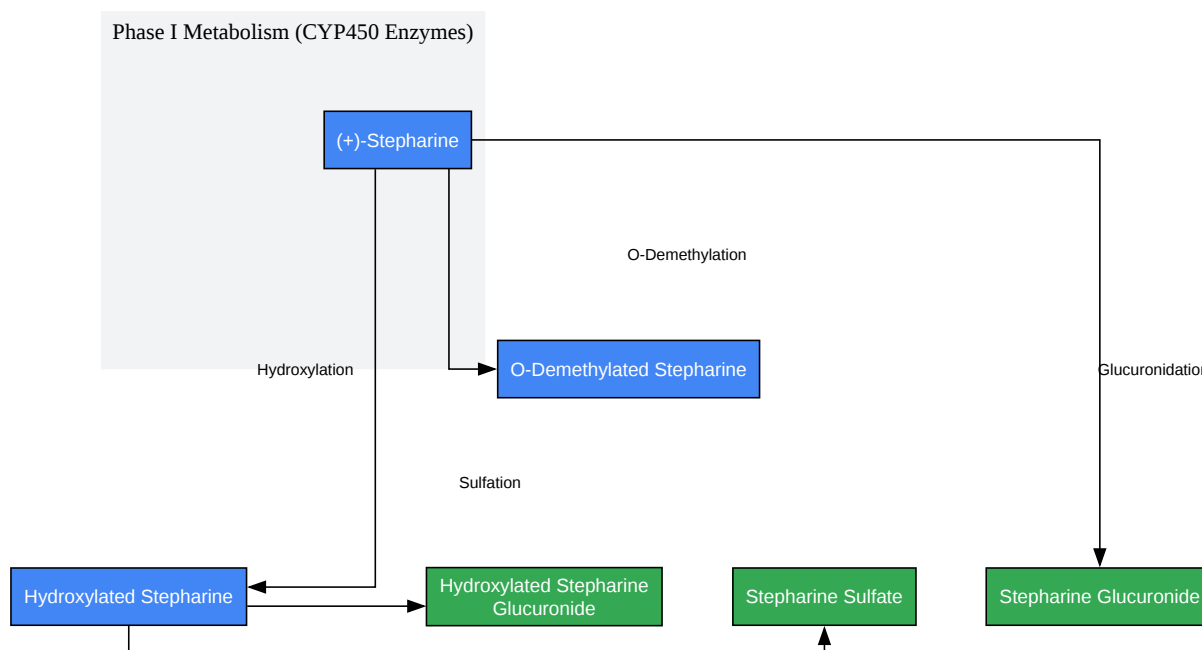 Phase I Metabolism (CYP450 Enzymes)
(+)-Stepharine
O-Demethylation
Hydroxylation
O-Demethylated Stepharine
Glucuronidation
Sulfation
Hydroxylated Stepharine
Hydroxylated Stepharine
Glucuronide
Stepharine Sulfate
Stepharine Glucuronide